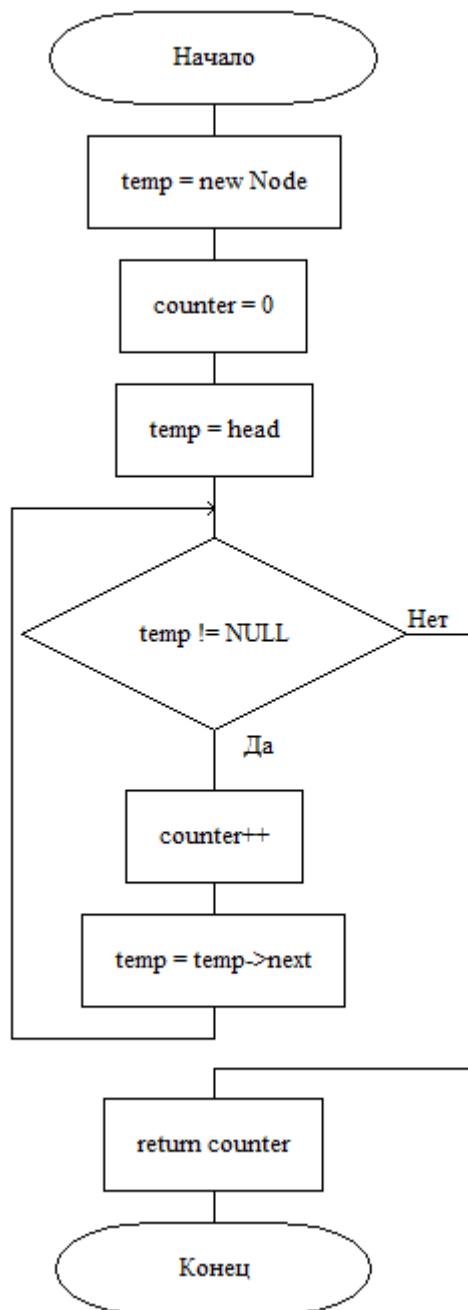 Начало
temp = new Node
counter = 0
temp = head
temp != NULL
Нет
Да
counter++
temp = temp->next
return counter
Конец